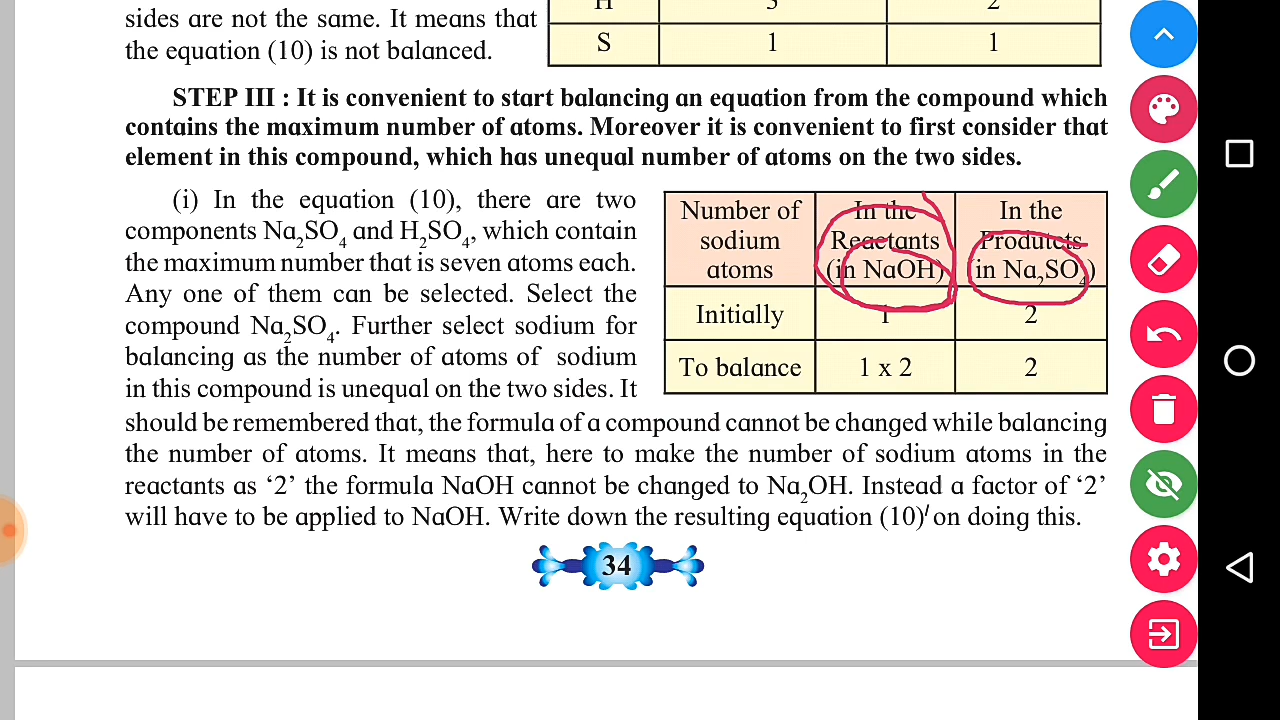 sides are not the same. It means that
the equation (10) is not balanced.
H 3 2
S 1 1
STEP III : It is convenient to start balancing an equation from the compound which
contains the maximum number of atoms. Moreover it is convenient to first consider that
element in this compound, which has unequal number of atoms on the two sides.
(i) In the equation (10), there are two
components Na₂SO₄ and H₂SO₄, which contain
the maximum number that is seven atoms each.
Any one of them can be selected. Select the
compound Na₂SO₄. Further select sodium for
balancing as the number of atoms of sodium
in this compound is unequal on the two sides. It
should be remembered that, the formula of a compound cannot be changed while balancing
the number of atoms. It means that, here to make the number of sodium atoms in the
reactants as ‘2’ the formula NaOH cannot be changed to Na₂OH. Instead a factor of ‘2’
will have to be applied to NaOH. Write down the resulting equation (10)′ on doing this.
Number of
sodium
atoms
In the
Reactants
(in NaOH)
In the
Produtcts
(in Na₂SO₄)
Initially 1 2
To balance 1 x 2 2
34